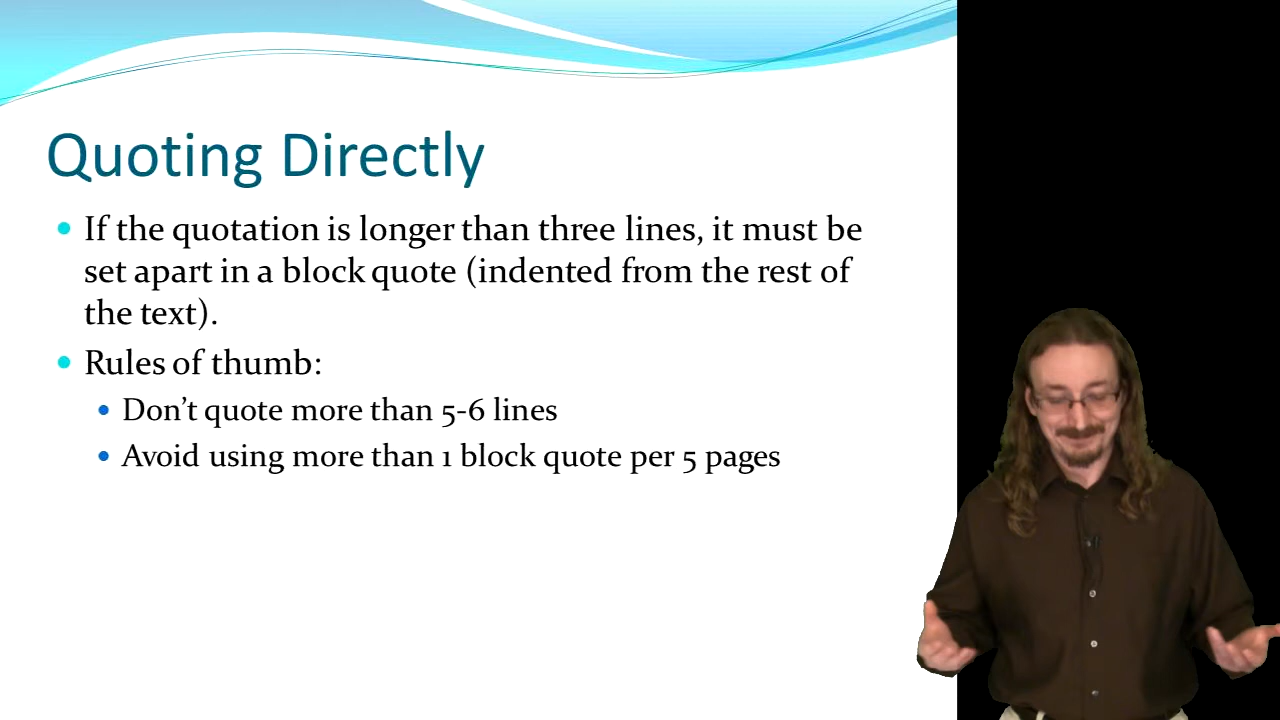 Quoting Directly
If the quotation is longer than three lines, it must be
set apart in a block quote (indented from the rest of
the text).
Rules of thumb:
Don’t quote more than 5-6 lines
Avoid using more than 1 block quote per 5 pages